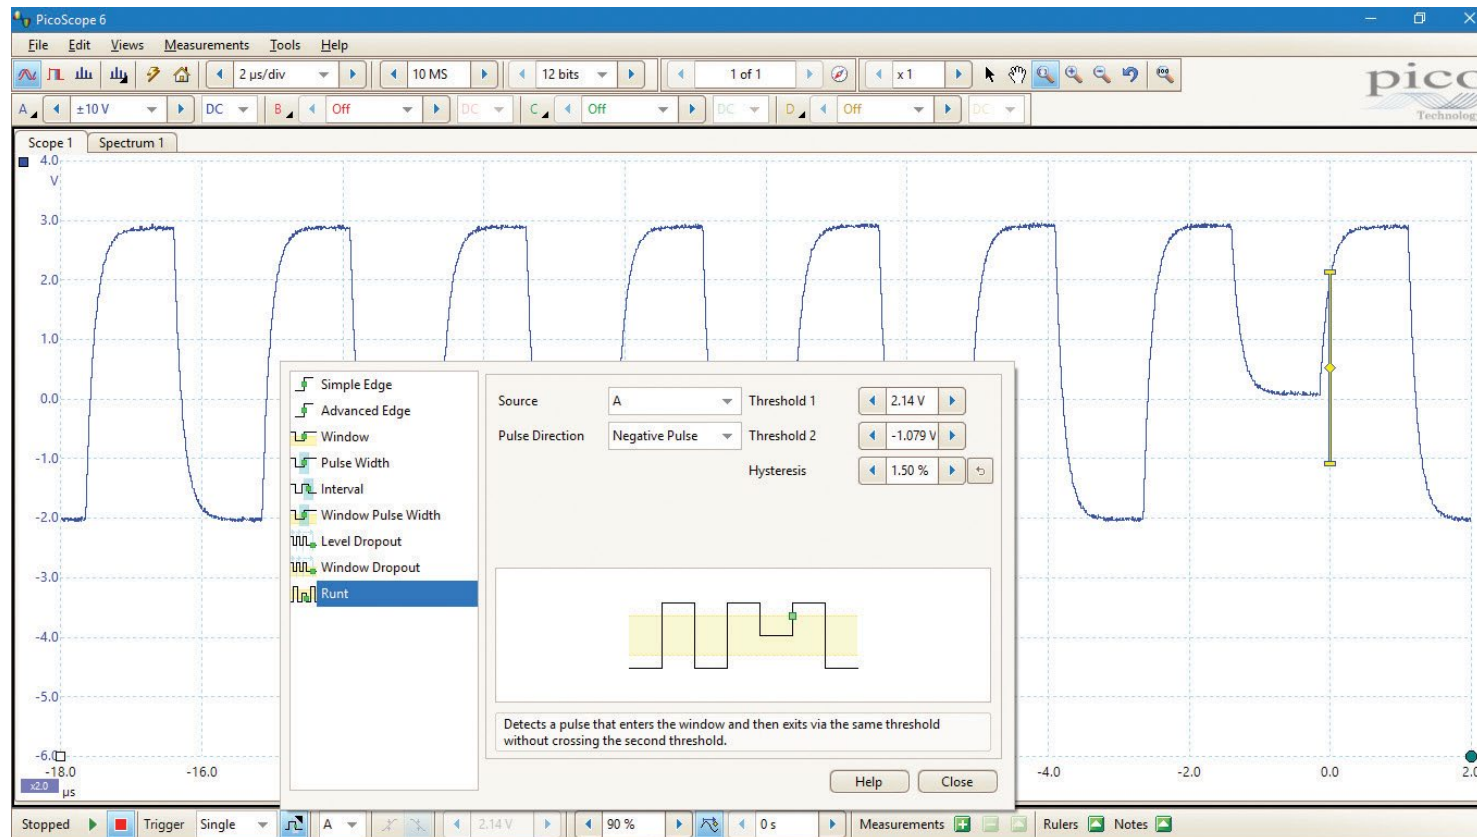 PicoScope 6
File Edit Views Measurements Tools Help
2 µs/div 10 MS 12 bits 1 of 1 x 1
pico
Technology
A ±10 V DC B Off DC C Off DC D Off DC
Scope 1 Spectrum 1
4.0
V
3.0
2.0
1.0
0.0
-1.0
-2.0
-3.0
-4.0
-5.0
-6.0
Simple Edge
Advanced Edge
Window
Pulse Width
Interval
Window Pulse Width
Level Dropout
Window Dropout
Runt
Source A Threshold 1 2.14 V
Pulse Direction Negative Pulse Threshold 2 -1.079 V
Hysteresis 1.50 %
Detects a pulse that enters the window and then exits via the same threshold
without crossing the second threshold.
Help Close
-18.0 -16.0 -4.0 -2.0 0.0 2.0
x2.0 µs
Stopped Trigger Single A 2.14 V 90 % 0 s Measurements Rulers Notes